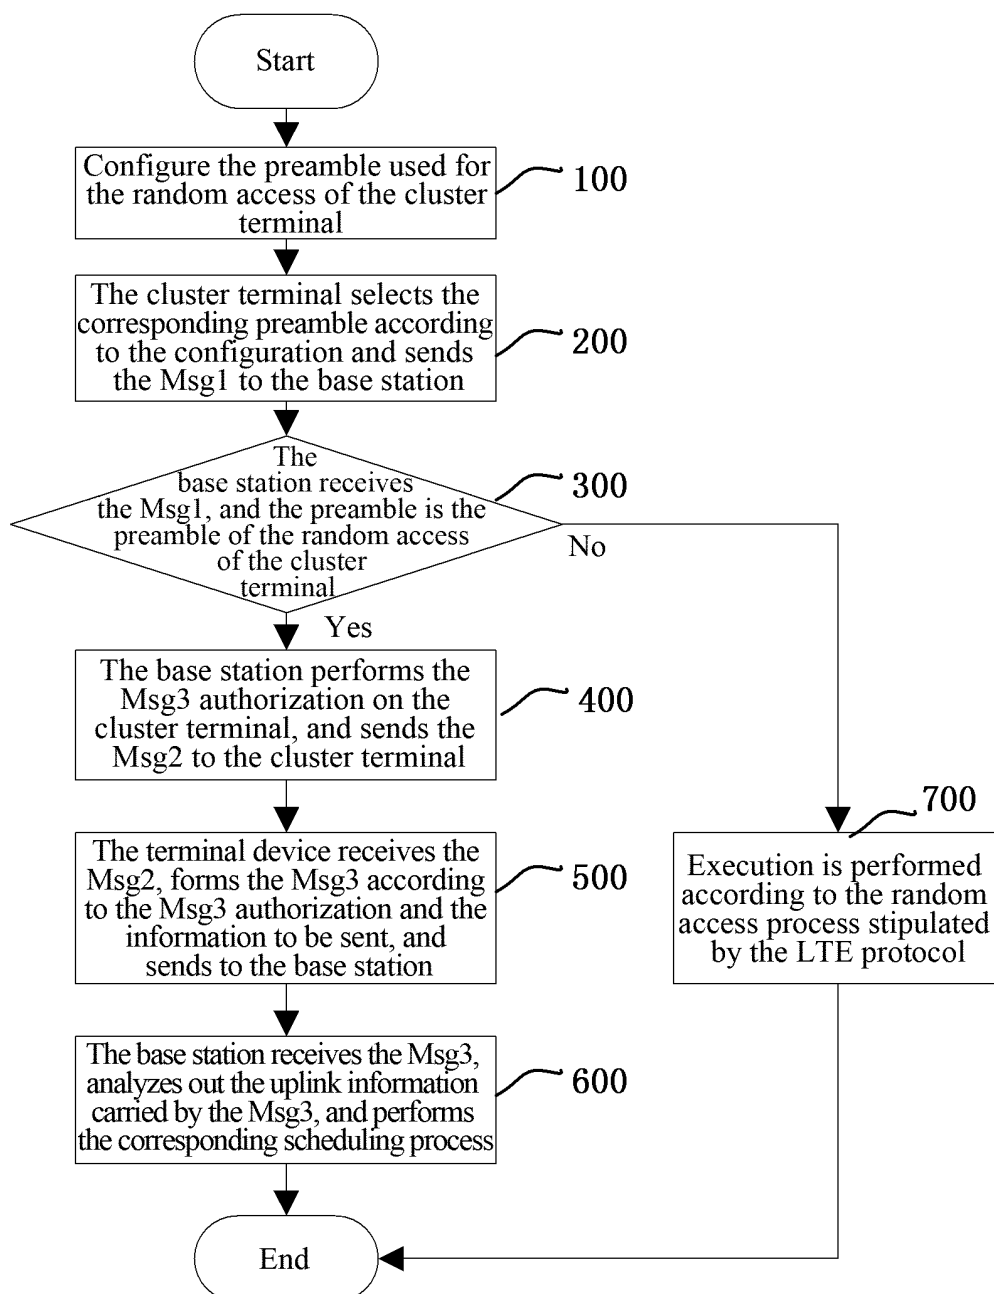 Start
Configure the preamble used for
the random access of the cluster
terminal
100
The cluster terminal selects the
corresponding preamble according
to the configuration and sends
the Msg1 to the base station
200
The
base station receives
the Msg1, and the preamble is the
preamble of the random access
of the cluster
terminal
300
No
Yes
The base station performs the
Msg3 authorization on the
cluster terminal, and sends the
Msg2 to the cluster terminal
400
The terminal device receives the
Msg2, forms the Msg3 according
to the Msg3 authorization and the
information to be sent, and
sends to the base station
500
700
Execution is performed
according to the random
access process stipulated
by the LTE protocol
The base station receives the Msg3,
analyzes out the uplink information
carried by the Msg3, and performs
the corresponding scheduling process
600
End